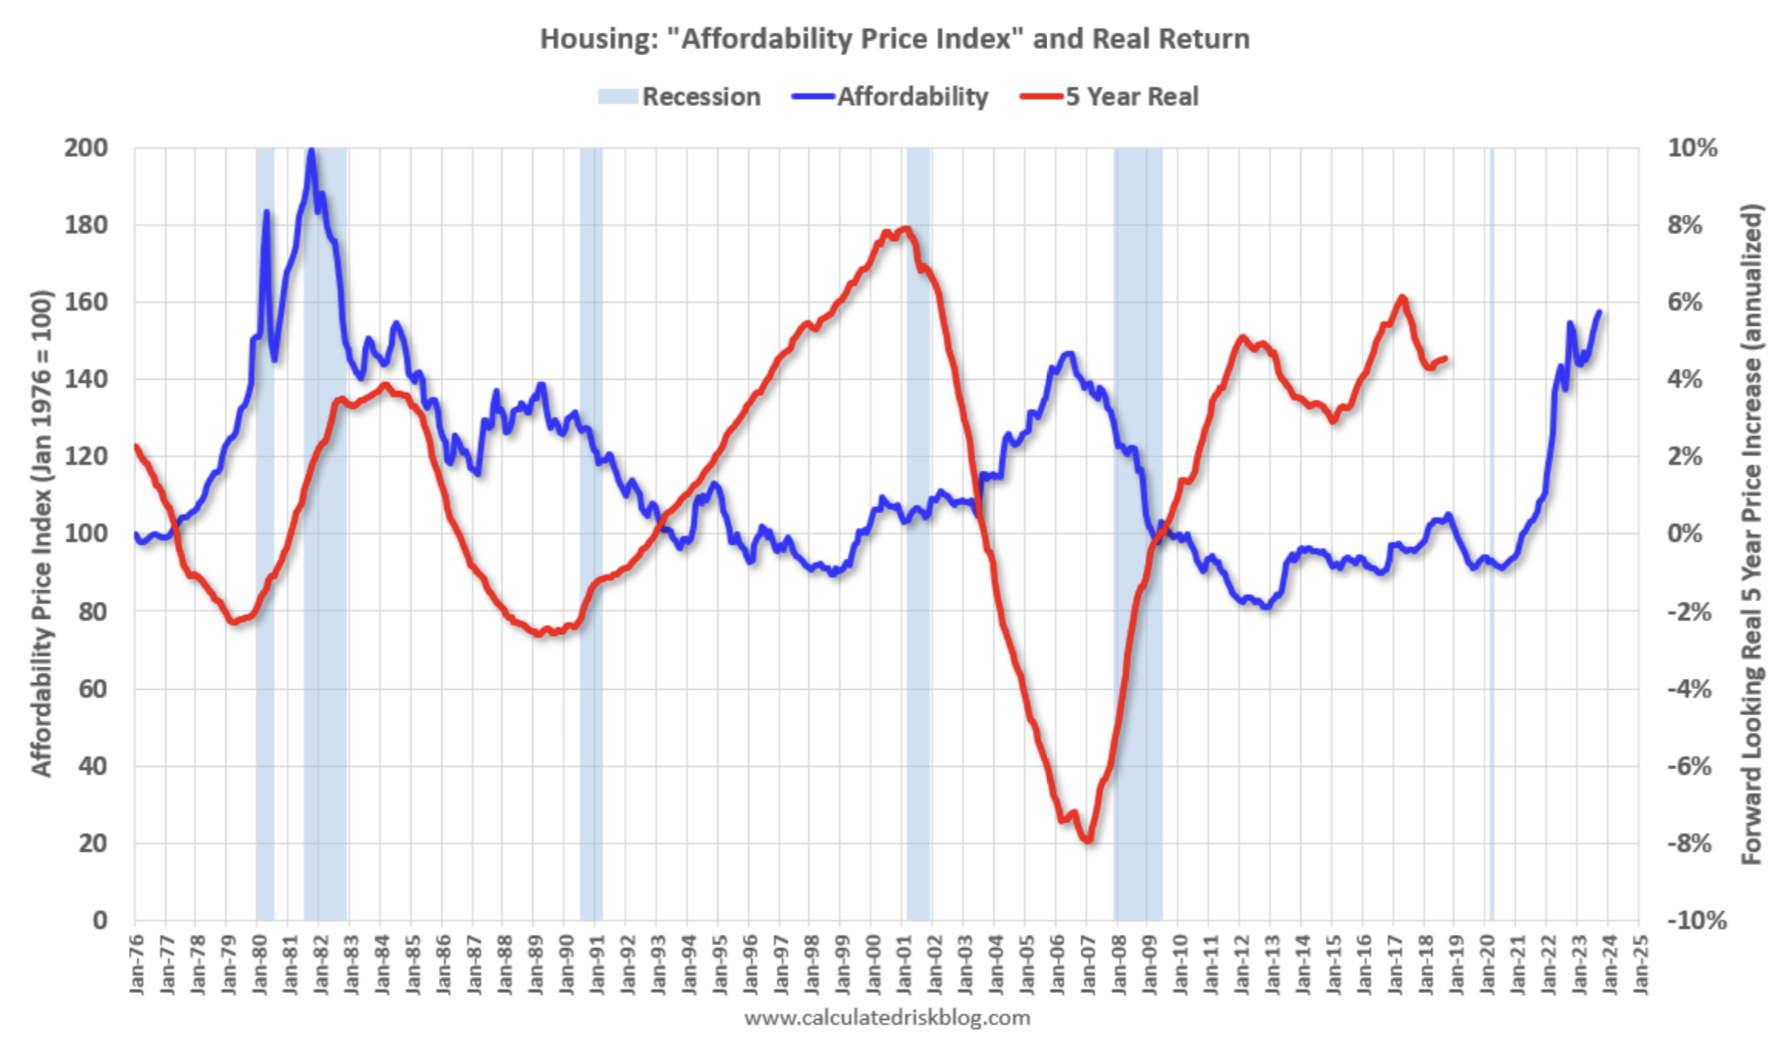 Housing: "Affordability Price Index" and Real Return
Recession Affordability 5 Year Real
Affordability Price Index (Jan 1976 = 100)
200
180
160
140
120
100
80
60
40
20
0
10%
8%
6%
4%
2%
0%
-2%
-4%
-6%
-8%
-10%
Forward Looking Real 5 Year Price Increase (annualized)
Jan-76
Jan-77
Jan-78
Jan-79
Jan-80
Jan-81
Jan-82
Jan-83
Jan-84
Jan-85
Jan-86
Jan-87
Jan-88
Jan-89
Jan-90
Jan-91
Jan-92
Jan-93
Jan-94
Jan-95
Jan-96
Jan-97
Jan-98
Jan-99
Jan-00
Jan-01
Jan-02
Jan-03
Jan-04
Jan-05
Jan-06
Jan-07
Jan-08
Jan-09
Jan-10
Jan-11
Jan-12
Jan-13
Jan-14
Jan-15
Jan-16
Jan-17
Jan-18
Jan-19
Jan-20
Jan-21
Jan-22
Jan-23
Jan-24
Jan-25
www.calculatedriskblog.com